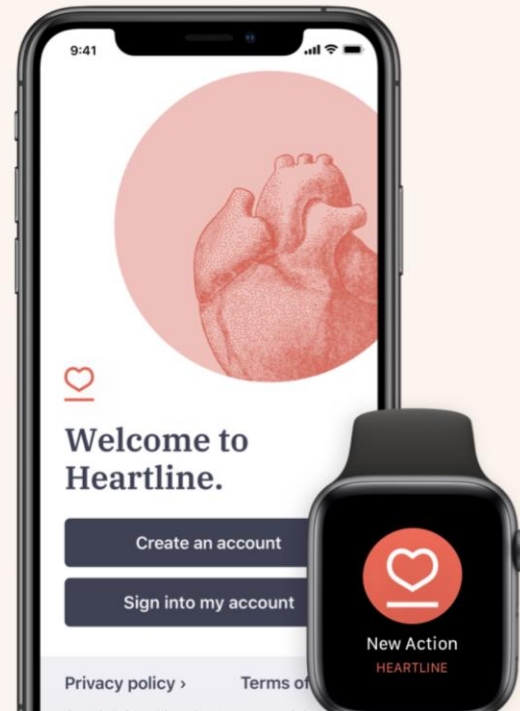 9:41
Welcome to
Heartline.
Create an account
Sign into my account
Privacy policy ›
Terms of
New Action
HEARTLINE